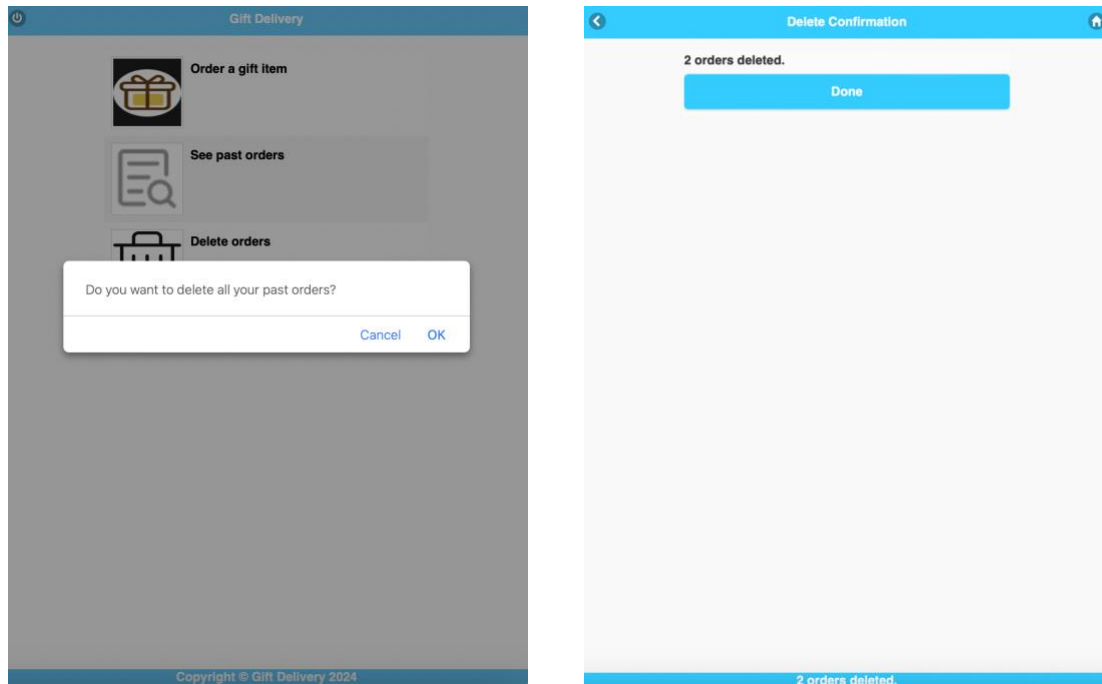 Gift Delivery
Order a gift item
See past orders
Delete orders
Do you want to delete all your past orders?
Cancel OK
Copyright © Gift Delivery 2024
Delete Confirmation
2 orders deleted.
Done
2 orders deleted.